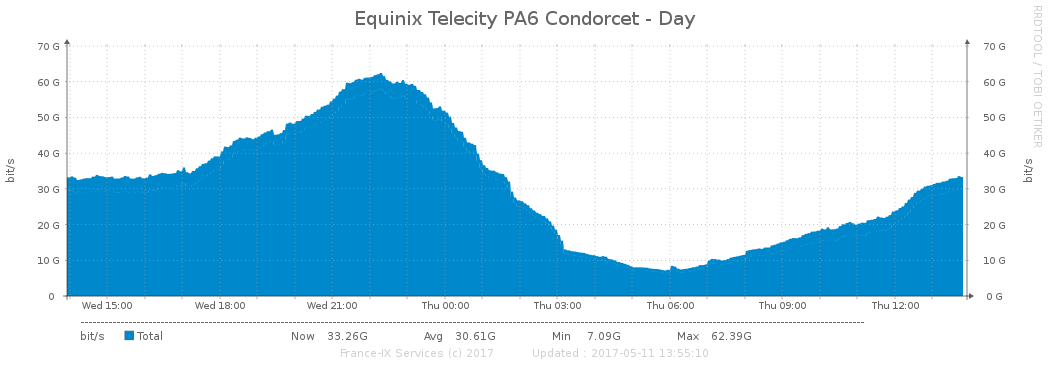 Equinix Telecity PA6 Condorcet - Day
RRDTOOL / TOBI OETIKER
70 G 70 G
60 G 60 G
50 G 50 G
40 G 40 G
30 G 30 G
20 G 20 G
10 G 10 G
0 0 G
bit/s bit/s
Wed 15:00 Wed 18:00 Wed 21:00 Thu 00:00 Thu 03:00 Thu 06:00 Thu 09:00 Thu 12:00
bit/s Total Now 33.26G Avg 30.61G Min 7.09G Max 62.39G
France-IX Services (c) 2017 Updated : 2017-05-11 13:55:10